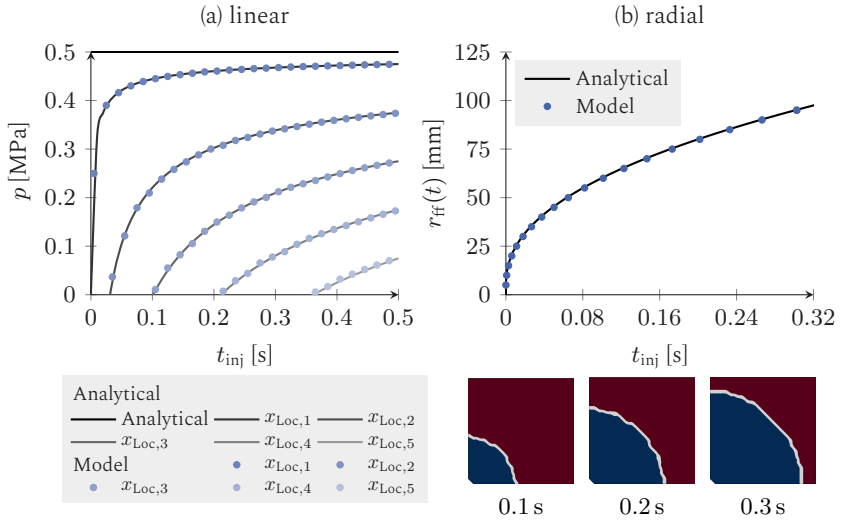 (a) linear
0.5
0.4
0.3
0.2
0.1
0
p [MPa]
0 0.1 0.2 0.3 0.4 0.5
t_inj [s]
Analytical
Analytical x_Loc,1 x_Loc,2
x_Loc,3 x_Loc,4 x_Loc,5
Model x_Loc,1 x_Loc,2
x_Loc,3 x_Loc,4 x_Loc,5
(b) radial
125
100
75
50
25
0
r_ff(t) [mm]
Analytical
Model
0 0.08 0.16 0.24 0.32
t_inj [s]
0.1 s 0.2 s 0.3 s